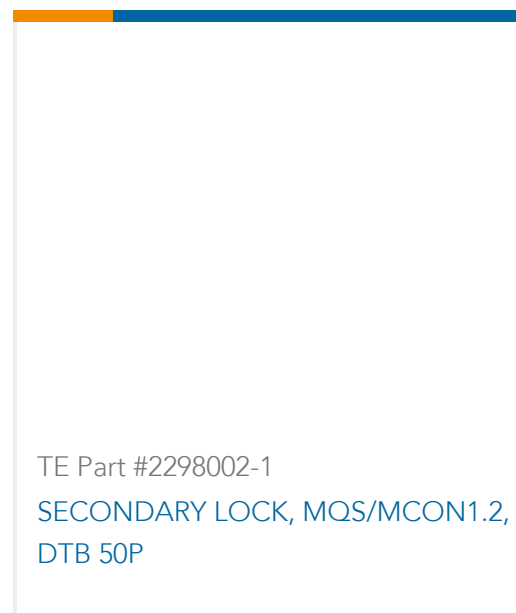 TE Part #2298002-1
SECONDARY LOCK, MQS/MCON1.2,
DTB 50P